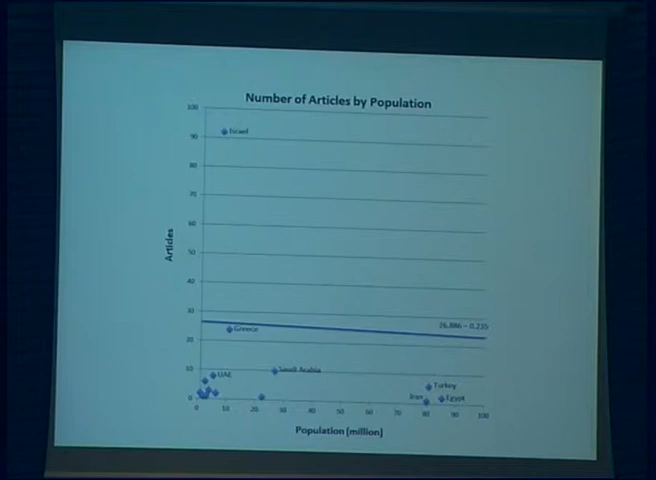 Number of Articles by Population
100
90
Israel
80
70
60
50
Articles
40
30
Greece
20
10
UAE
Saudi Arabia
Turkey
Iran
Egypt
0
0 10 20 30 40 50 60 70 80 90 100
Population (million)